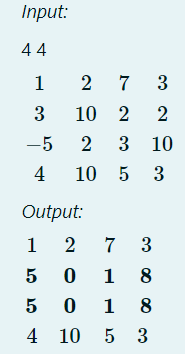 Input:
4 4
1 2 7 3
3 10 2 2
−5 2 3 10
4 10 5 3
Output:
1 2 7 3
5 0 1 8
5 0 1 8
4 10 5 3